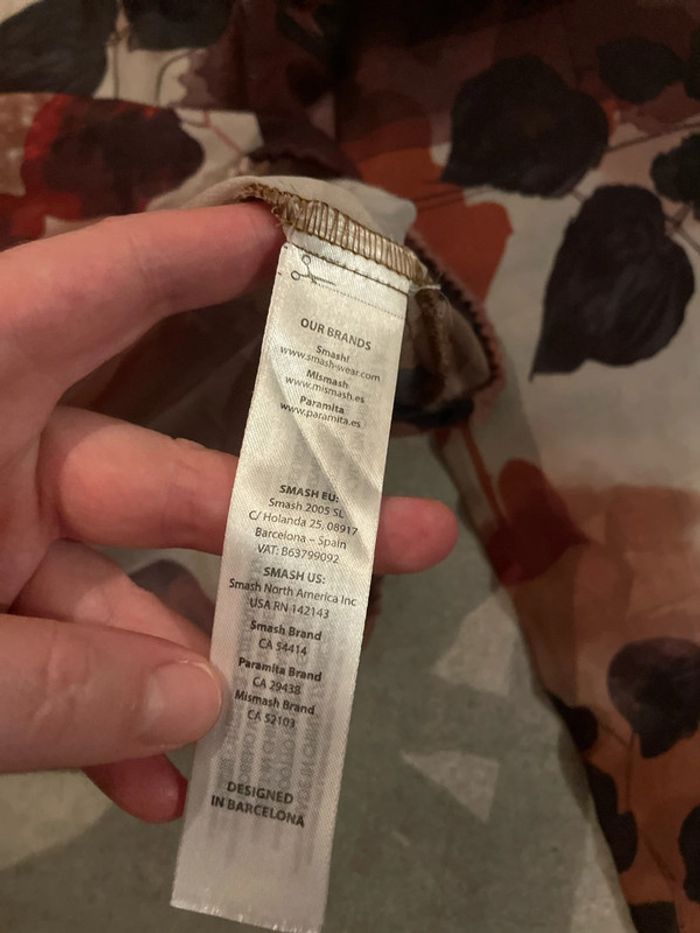 OUR BRANDS
Smash!
www.smash-wear.com
Mismash
www.mismash.es
Paramita
www.paramita.es
SMASH EU:
Smash 2005 SL
C/ Holanda 25, 08917
Barcelona – Spain
VAT: B63799092
SMASH US:
Smash North America Inc
USA RN 142143
Smash Brand
CA 54414
Paramita Brand
CA 29438
Mismash Brand
CA 52103
DESIGNED
IN BARCELONA